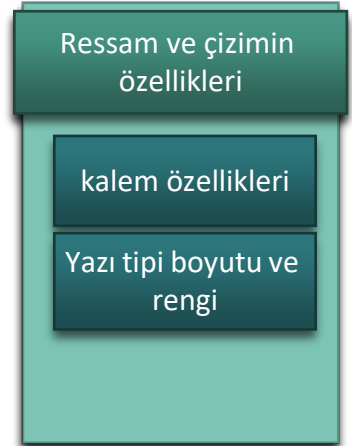 Ressam ve çizimin
özellikleri
kalem özellikleri
Yazı tipi boyutu ve
rengi